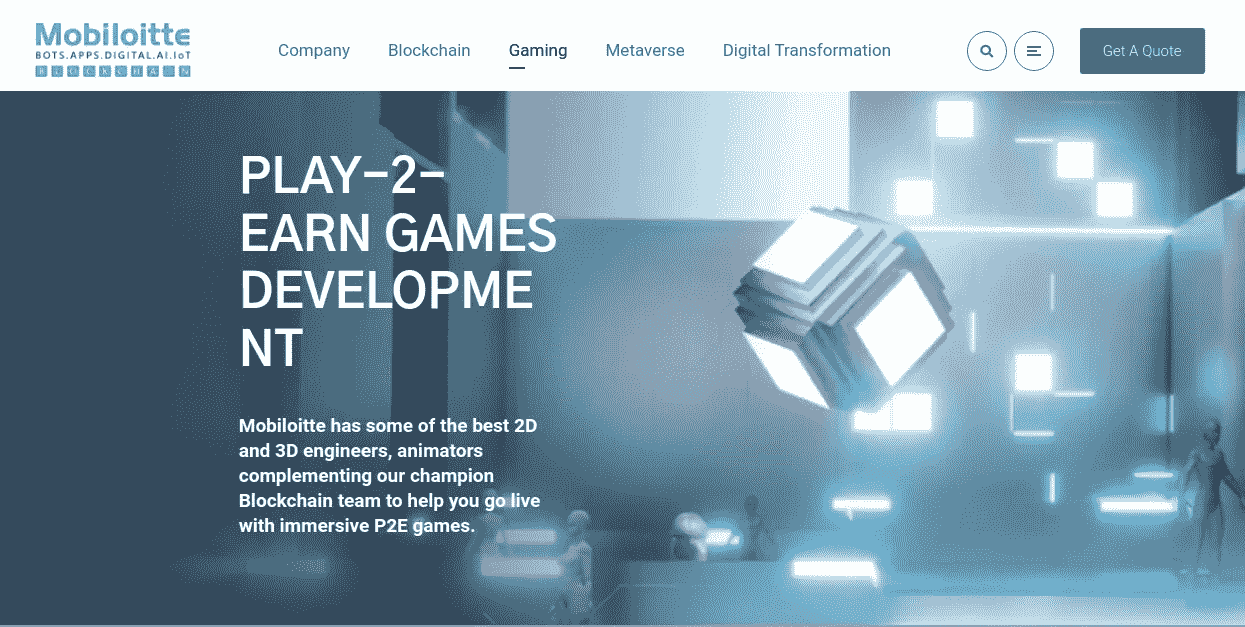 Mobiloitte
BOTS.APPS.DIGITAL.AI.IoT
BLOCKCHAIN
Company Blockchain Gaming Metaverse Digital Transformation
Get A Quote
PLAY-2-
EARN GAMES
DEVELOPME
NT
Mobiloitte has some of the best 2D
and 3D engineers, animators
complementing our champion
Blockchain team to help you go live
with immersive P2E games.